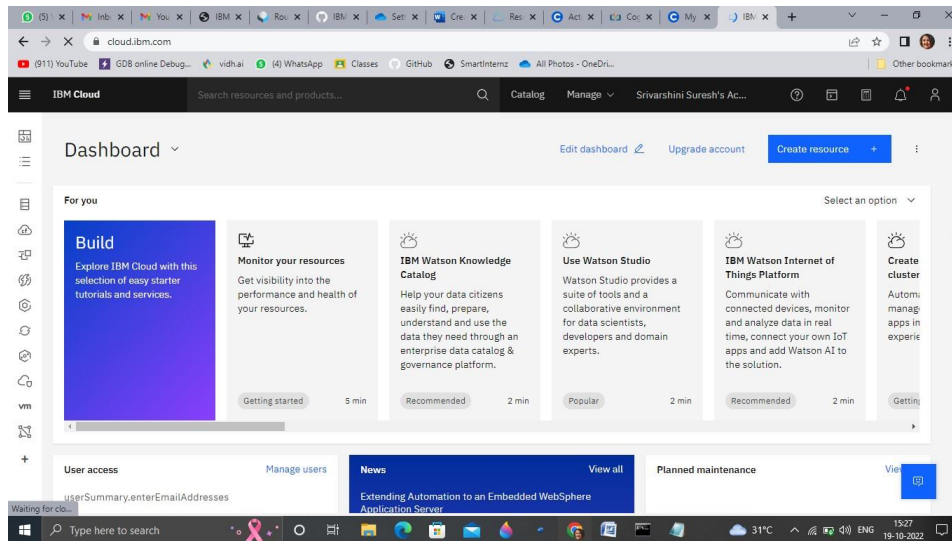 (5) 
Inb
You
IBM
Rou
IBM
Sett
Cre
Res
Act
Cog
My
IBM
cloud.ibm.com
(911) YouTube
GDB online Debug...
vidh.ai
(4) WhatsApp
Classes
GitHub
SmartInternz
All Photos - OneDri...
Other bookmark
IBM Cloud
Search resources and products...
Catalog
Manage
Srivarshini Suresh's Ac...
Dashboard
Edit dashboard
Upgrade account
Create resource +
For you
Select an option
Build
Explore IBM Cloud with this
selection of easy starter
tutorials and services.
Monitor your resources
Get visibility into the
performance and health of
your resources.
Getting started
5 min
IBM Watson Knowledge
Catalog
Help your data citizens
easily find, prepare,
understand and use the
data they need through an
enterprise data catalog &
governance platform.
Recommended
2 min
Use Watson Studio
Watson Studio provides a
suite of tools and a
collaborative environment
for data scientists,
developers and domain
experts.
Popular
2 min
IBM Watson Internet of
Things Platform
Communicate with
connected devices, monitor
and analyze data in real
time, connect your own IoT
apps and add Watson AI to
the solution.
Recommended
2 min
Create
cluster
Automa
manag
apps in
experie
Getting
vm
User access
Manage users
userSummary.enterEmailAddresses
News
View all
Extending Automation to an Embedded WebSphere
Application Server
Planned maintenance
Vie
Waiting for clo...
Type here to search
31°C
ENG
15:27
19-10-2022